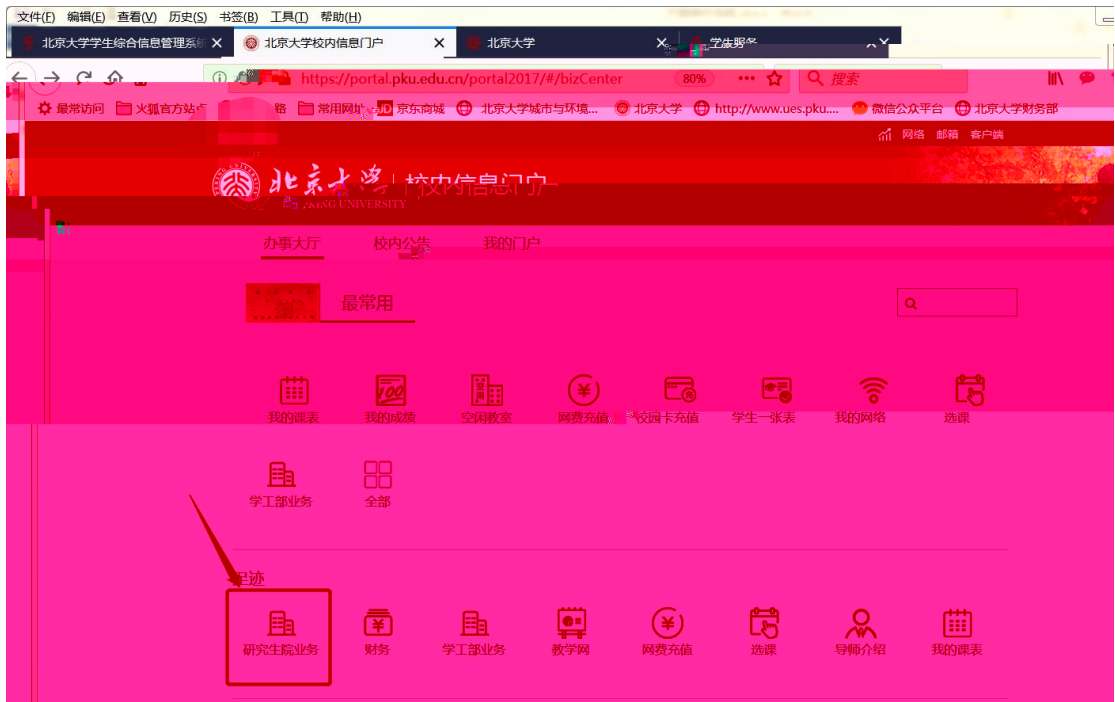 文件(F) 编辑(E) 查看(V) 历史(S) 书签(B) 工具(T) 帮助(H)
北京大学学生综合信息管理系统 北京大学校内信息门户 北京大学
https://portal.pku.edu.cn/portal2017/#/bizCenter 80% 搜索
最常访问 火狐官方站点 常用网址 JD 京东商城 北京大学城市与环境... 北京大学 http://www.ues.pku.... 微信公众平台 北京大学财务部
网络 邮箱 客户端
北京大学 校内信息门户
UNIVERSITY
办事大厅 校内公告 我的门户
最常用
100
我的课表 我的成绩 空闲教室 网费充值 校园卡充值 学生一张表 我的网络 选课
学工部业务 全部
足迹
研究生院业务 财务 学工部业务 教学网 网费充值 选课 导师介绍 我的课表